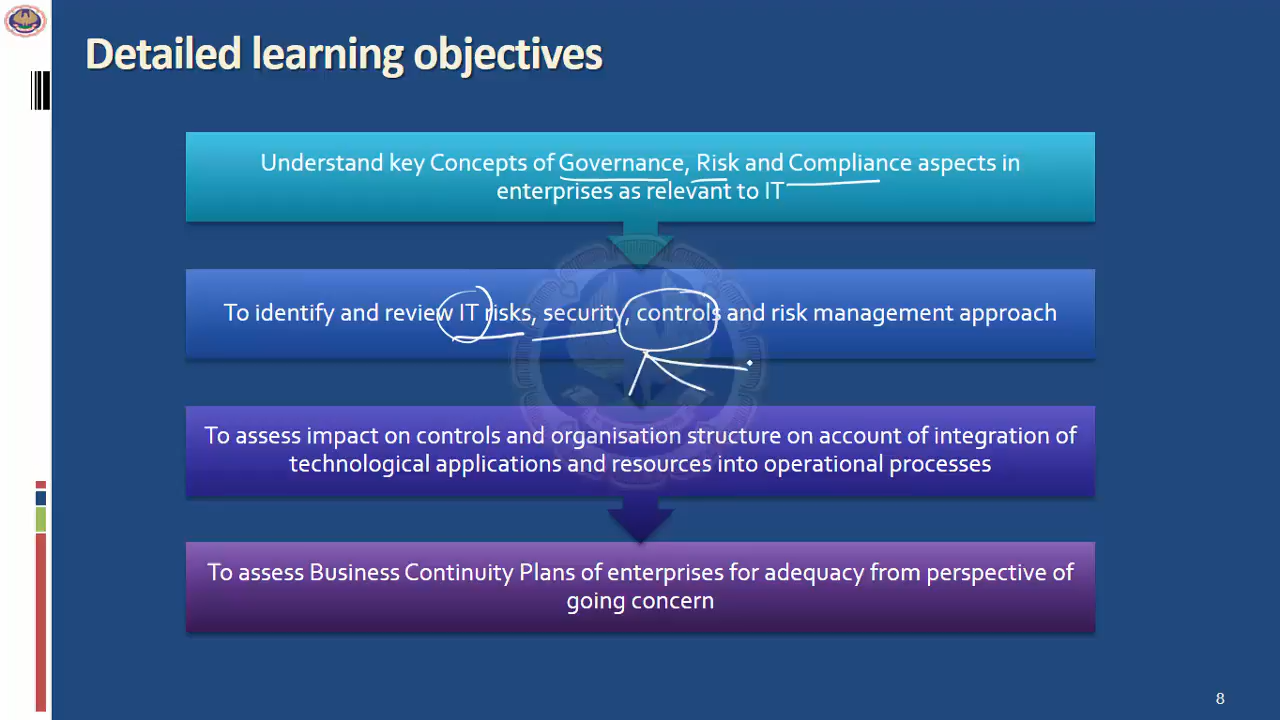 Detailed learning objectives
Understand key Concepts of Governance, Risk and Compliance aspects in
enterprises as relevant to IT
To identify and review IT risks, security, controls and risk management approach
To assess impact on controls and organisation structure on account of integration of
technological applications and resources into operational processes
To assess Business Continuity Plans of enterprises for adequacy from perspective of
going concern
8